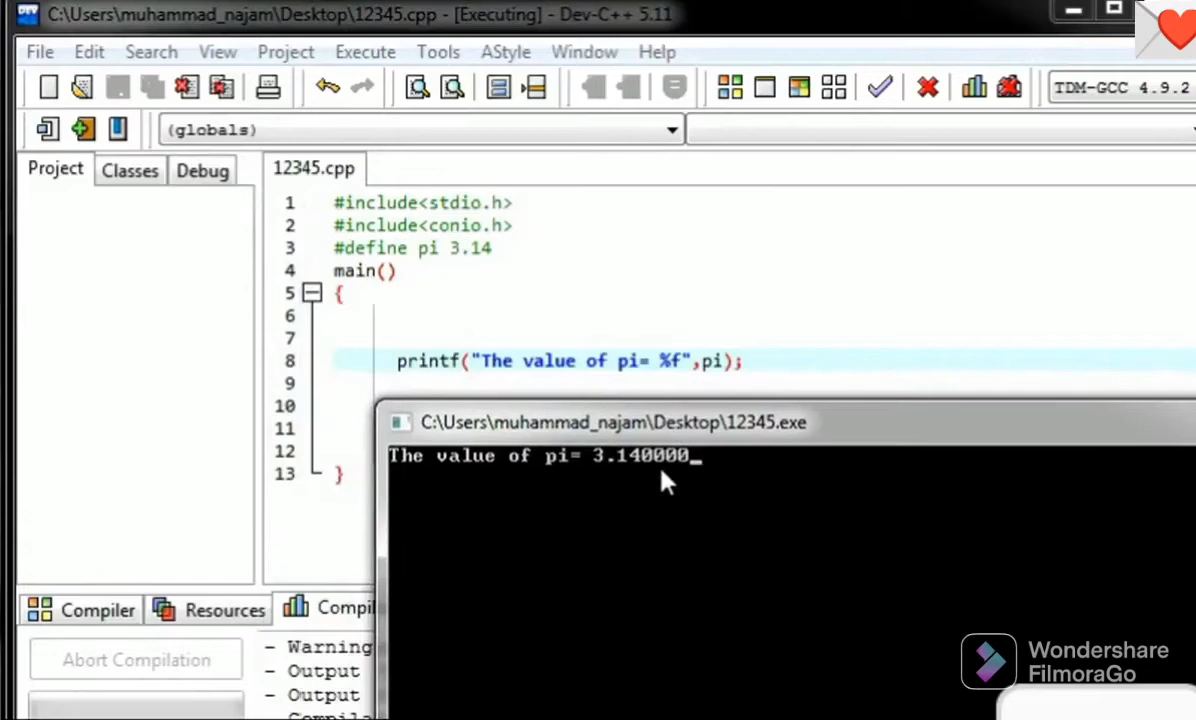 C:\Users\muhammad_najam\Desktop\12345.cpp - [Executing] - Dev-C++ 5.11
File Edit Search View Project Execute Tools AStyle Window Help
TDM-GCC 4.9.2
(globals)
Project Classes Debug 12345.cpp
1 #include<stdio.h>
2 #include<conio.h>
3 #define pi 3.14
4 main()
5 {
6
7
8 printf("The value of pi= %f",pi);
9
10
11
12
13 }
C:\Users\muhammad_najam\Desktop\12345.exe
The value of pi= 3.140000_
Compiler Resources
Abort Compilation
- Warning
- Output
- Output
Wondershare
FilmoraGo